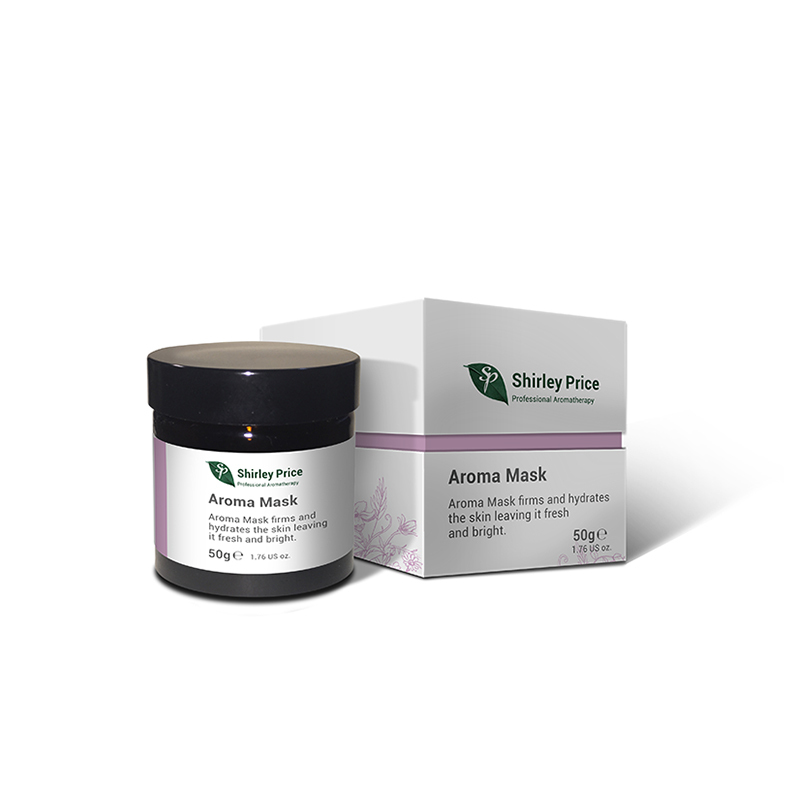 SP
Shirley Price
Professional Aromatherapy
Aroma Mask
Aroma Mask firms and
hydrates the skin leaving
it fresh and bright.
50g℮ 1.76 US oz.
SP
Shirley Price
Professional Aromatherapy
Aroma Mask
Aroma Mask firms and hydrates
the skin leaving it fresh
and bright.
50g℮
1.76 US oz.